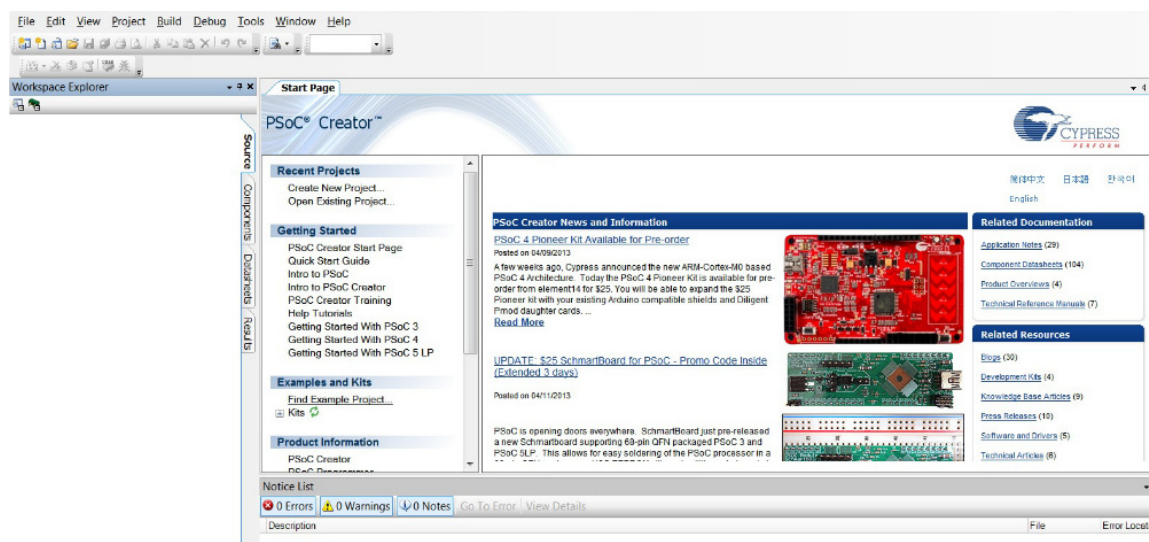 File Edit View Project Build Debug Tools Window Help
Workspace Explorer
Start Page
Source
Components
Datasheets
Results
PSoC® Creator™
CYPRESS
PERFORM
Recent Projects
Create New Project...
Open Existing Project...
Getting Started
PSoC Creator Start Page
Quick Start Guide
Intro to PSoC
Intro to PSoC Creator
PSoC Creator Training
Help Tutorials
Getting Started With PSoC 3
Getting Started With PSoC 4
Getting Started With PSoC 5 LP
Examples and Kits
Find Example Project...
Kits
Product Information
PSoC Creator
PSoC Programmer
简体中文 日本語 한국어
English
PSoC Creator News and Information
PSoC 4 Pioneer Kit Available for Pre-order
Posted on 04/09/2013
A few weeks ago, Cypress announced the new ARM-Cortex-M0 based
PSoC 4 Architecture. Today the PSoC 4 Pioneer Kit is available for pre-
order from element14 for $25. You will be able to expand the $25
Pioneer kit with your existing Arduino compatible shields and Diligent
Pmod daughter cards. ...
Read More
UPDATE: $25 SchmartBoard for PSoC - Promo Code Inside
(Extended 3 days)
Posted on 04/11/2013
PSoC is opening doors everywhere. SchmartBoard just pre-released
a new Schmartboard supporting 68-pin QFN packaged PSoC 3 and
PSoC 5LP. This allows for easy soldering of the PSoC processor in a
Related Documentation
Application Notes (29)
Component Datasheets (104)
Product Overviews (4)
Technical Reference Manuals (7)
Related Resources
Blogs (30)
Development Kits (4)
Knowledge Base Articles (9)
Press Releases (10)
Software and Drivers (5)
Technical Articles (6)
Notice List
0 Errors 0 Warnings 0 Notes Go To Error View Details
Description File Error Locat